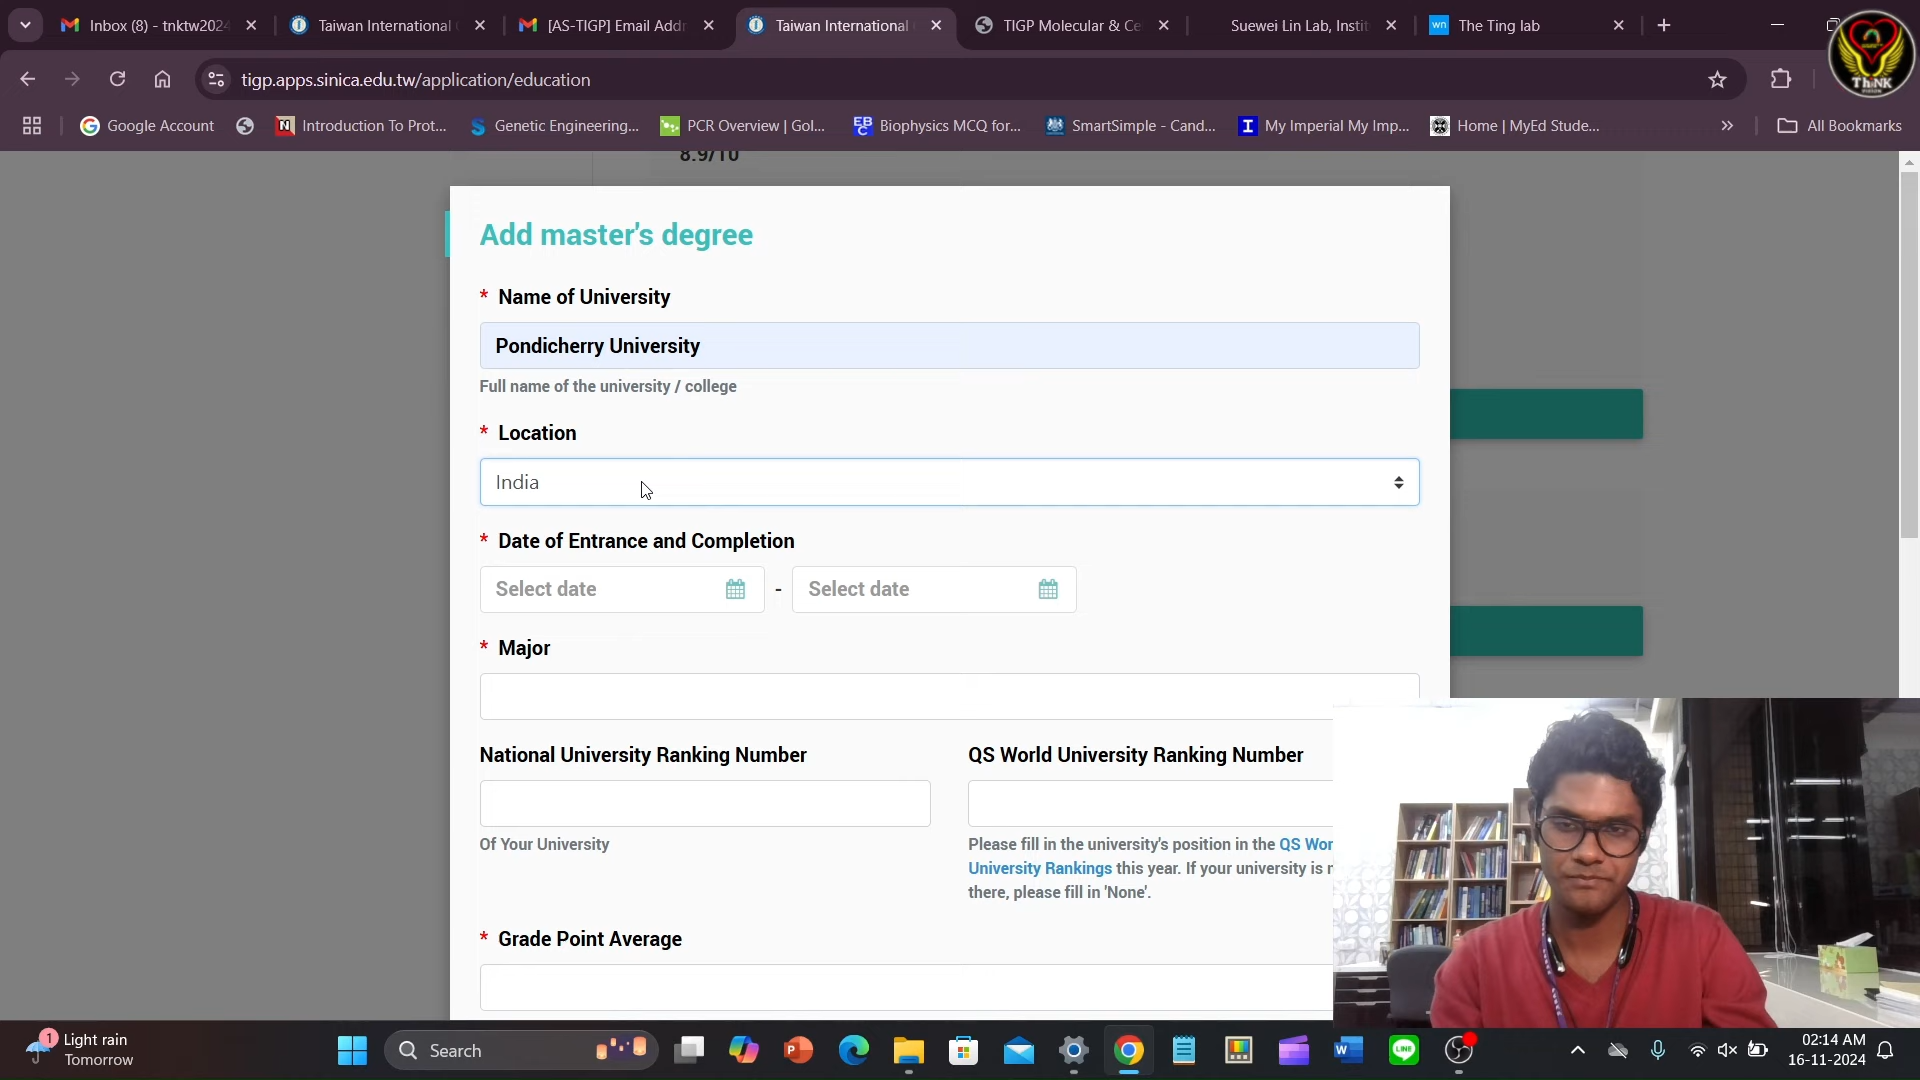 Inbox (8) - tnktw2024
Taiwan International
[AS-TIGP] Email Addr
Taiwan International
TIGP Molecular & Ce
Suewei Lin Lab, Instit
wn The Ting lab
tigp.apps.sinica.edu.tw/application/education
ThiNK
Google Account
Introduction To Prot...
Genetic Engineering...
PCR Overview | Gol...
EBC Biophysics MCQ for...
SmartSimple - Cand...
My Imperial My Imp...
Home | MyEd Stude...
All Bookmarks
8.9/10
Add master's degree
* Name of University
Pondicherry University
Full name of the university / college
* Location
India
* Date of Entrance and Completion
Select date - Select date
* Major
National University Ranking Number
QS World University Ranking Number
Of Your University
Please fill in the university's position in the QS Wor
University Rankings this year. If your university is
there, please fill in 'None'.
* Grade Point Average
1
Light rain
Tomorrow
Search
LINE
02:14 AM
16-11-2024